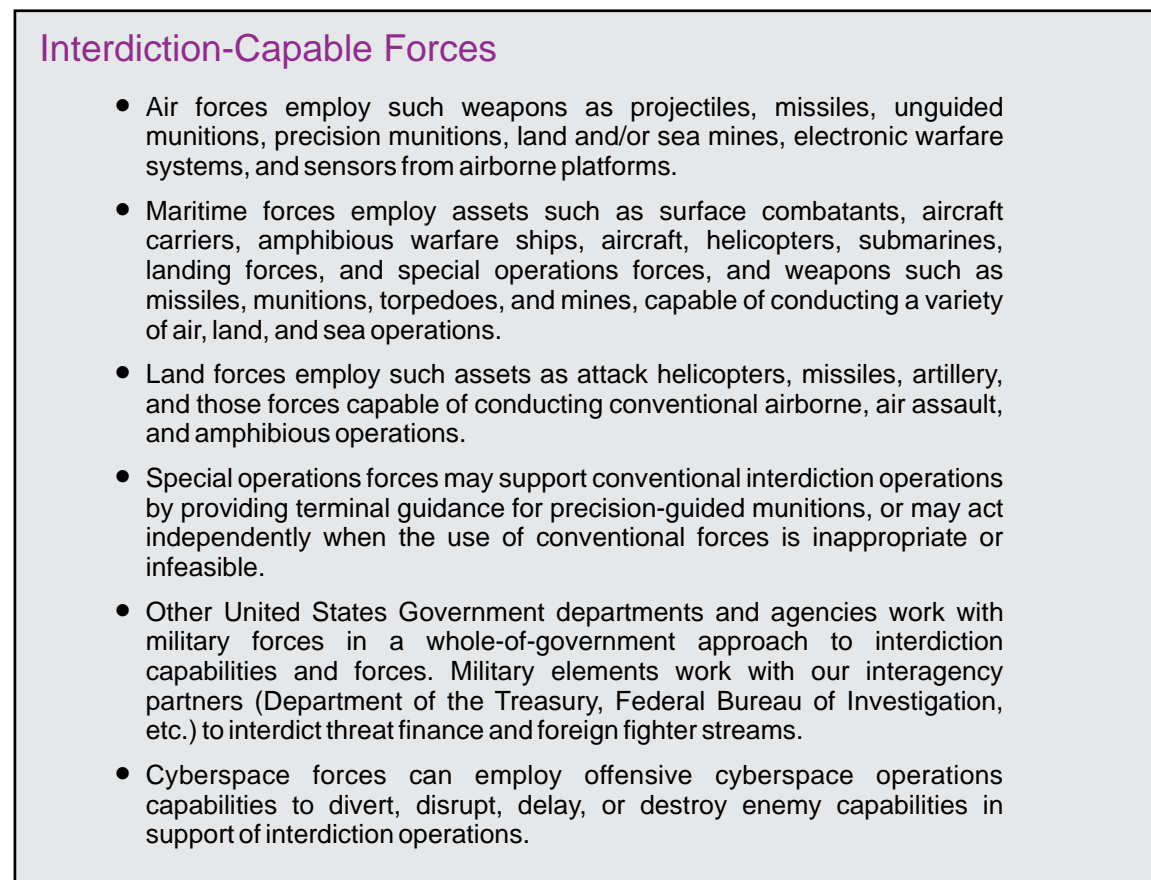 Interdiction-Capable Forces
• Air forces employ such weapons as projectiles, missiles, unguided
munitions, precision munitions, land and/or sea mines, electronic warfare
systems, and sensors from airborne platforms.
• Maritime forces employ assets such as surface combatants, aircraft
carriers, amphibious warfare ships, aircraft, helicopters, submarines,
landing forces, and special operations forces, and weapons such as
missiles, munitions, torpedoes, and mines, capable of conducting a variety
of air, land, and sea operations.
• Land forces employ such assets as attack helicopters, missiles, artillery,
and those forces capable of conducting conventional airborne, air assault,
and amphibious operations.
• Special operations forces may support conventional interdiction operations
by providing terminal guidance for precision-guided munitions, or may act
independently when the use of conventional forces is inappropriate or
infeasible.
• Other United States Government departments and agencies work with
military forces in a whole-of-government approach to interdiction
capabilities and forces. Military elements work with our interagency
partners (Department of the Treasury, Federal Bureau of Investigation,
etc.) to interdict threat finance and foreign fighter streams.
• Cyberspace forces can employ offensive cyberspace operations
capabilities to divert, disrupt, delay, or destroy enemy capabilities in
support of interdiction operations.